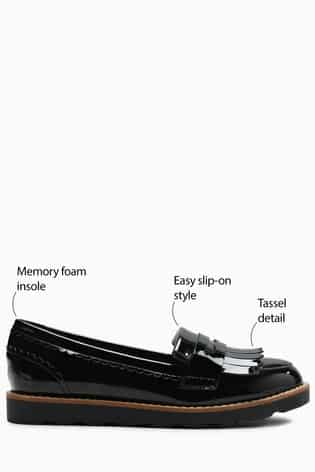 Memory foam
insole
Easy slip-on
style
Tassel
detail